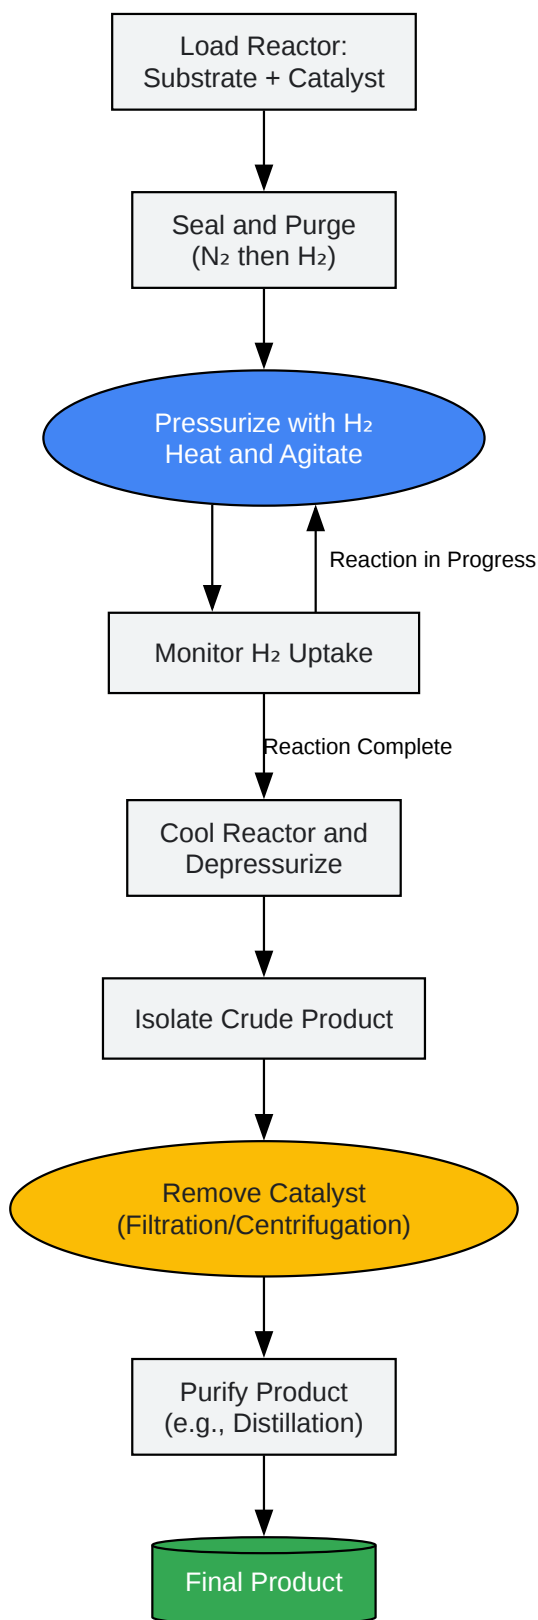 Load Reactor:
Substrate + Catalyst
Seal and Purge
(N₂ then H₂)
Pressurize with H₂
Heat and Agitate
Reaction in Progress
Monitor H₂ Uptake
Reaction Complete
Cool Reactor and
Depressurize
Isolate Crude Product
Remove Catalyst
(Filtration/Centrifugation)
Purify Product
(e.g., Distillation)
Final Product